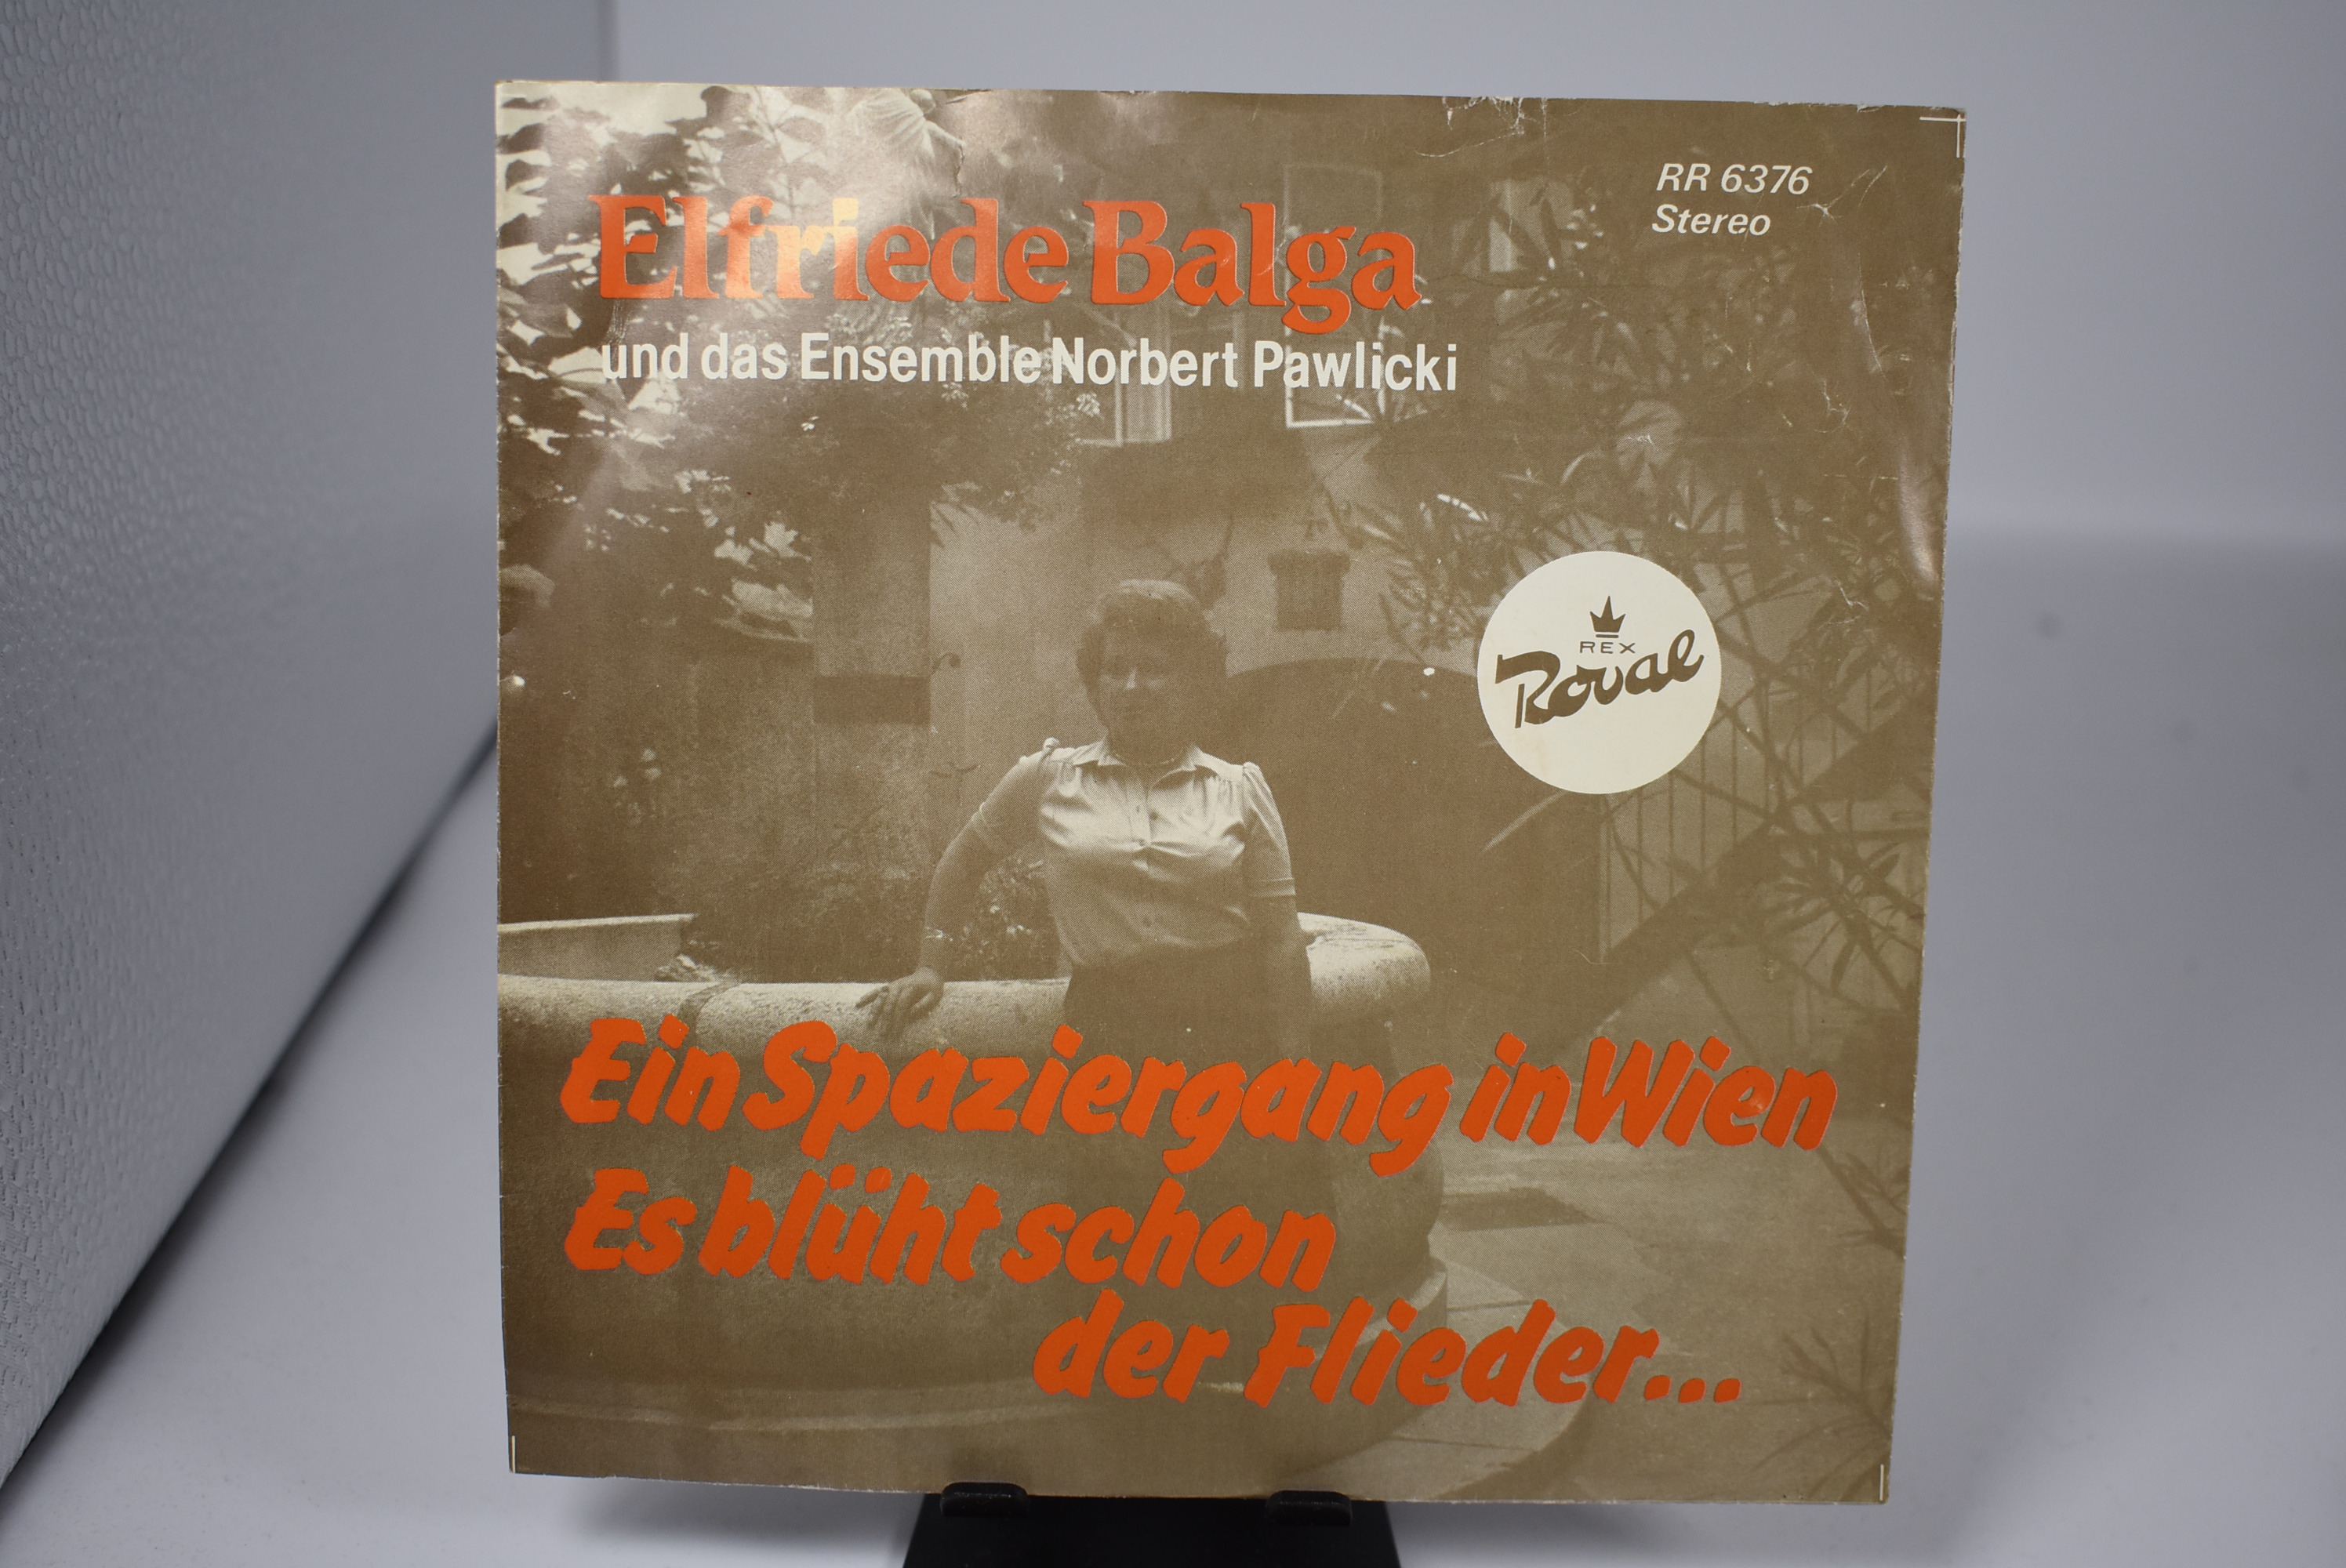 Elfriede Balga
RR 6376
Stereo
und das Ensemble Norbert Pawlicki
REX
Royal
Ein Spaziergang in Wien
Es blüht schon
der Flieder...